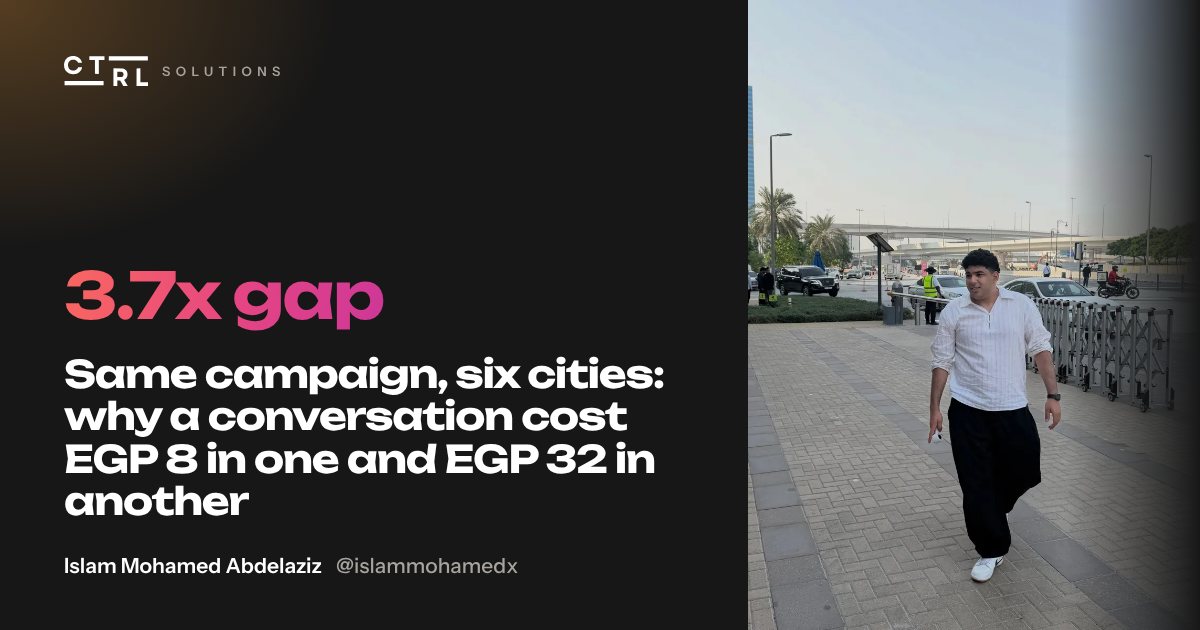 CTRL SOLUTIONS
3.7x gap
Same campaign, six cities:
why a conversation cost
EGP 8 in one and EGP 32 in
another
Islam Mohamed Abdelaziz @islammohamedx